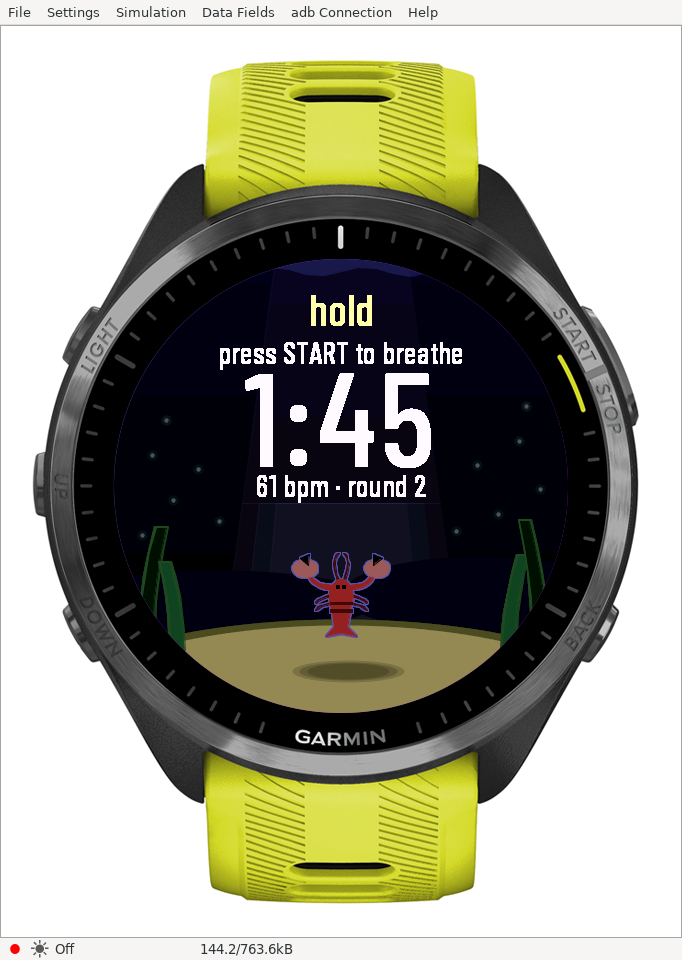 File Settings Simulation Data Fields adb Connection Help
LIGHT
START
STOP
hold
press START to breathe
1:45
61 bpm · round 2
UP
DOWN
BACK
GARMIN
Off 144.2/763.6kB